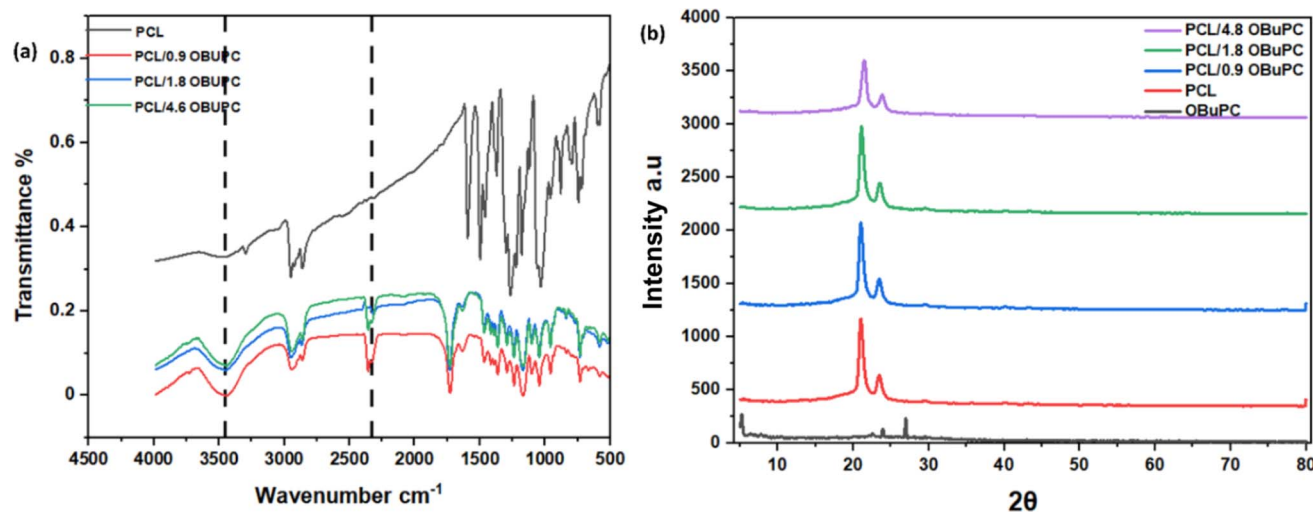 (a)
PCL
PCL/0.9 OBUPC
PCL/1.8 OBUPC
PCL/4.6 OBUPC
Transmittance %
0.8
0.6
0.4
0.2
0
4500 4000 3500 3000 2500 2000 1500 1000 500
Wavenumber cm-1
(b)
PCL/4.8 OBuPC
PCL/1.8 OBuPC
PCL/0.9 OBuPC
PCL
OBuPC
Intensity a.u
4000
3500
3000
2500
2000
1500
1000
500
0
10 20 30 40 50 60 70 80
2θ